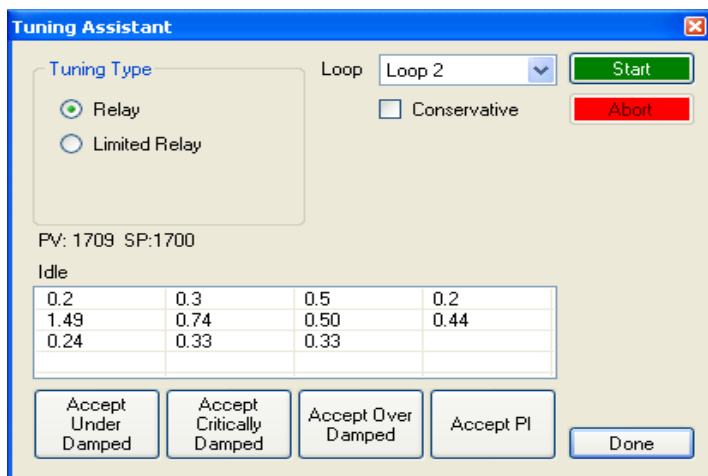 Tuning Assistant
Tuning Type
Relay
Limited Relay
Loop Loop 2
Conservative
Start
Abort
PV: 1709 SP:1700
Idle
0.2 0.3 0.5 0.2
1.49 0.74 0.50 0.44
0.24 0.33 0.33
Accept
Under
Damped
Accept
Critically
Damped
Accept Over
Damped
Accept PI
Done